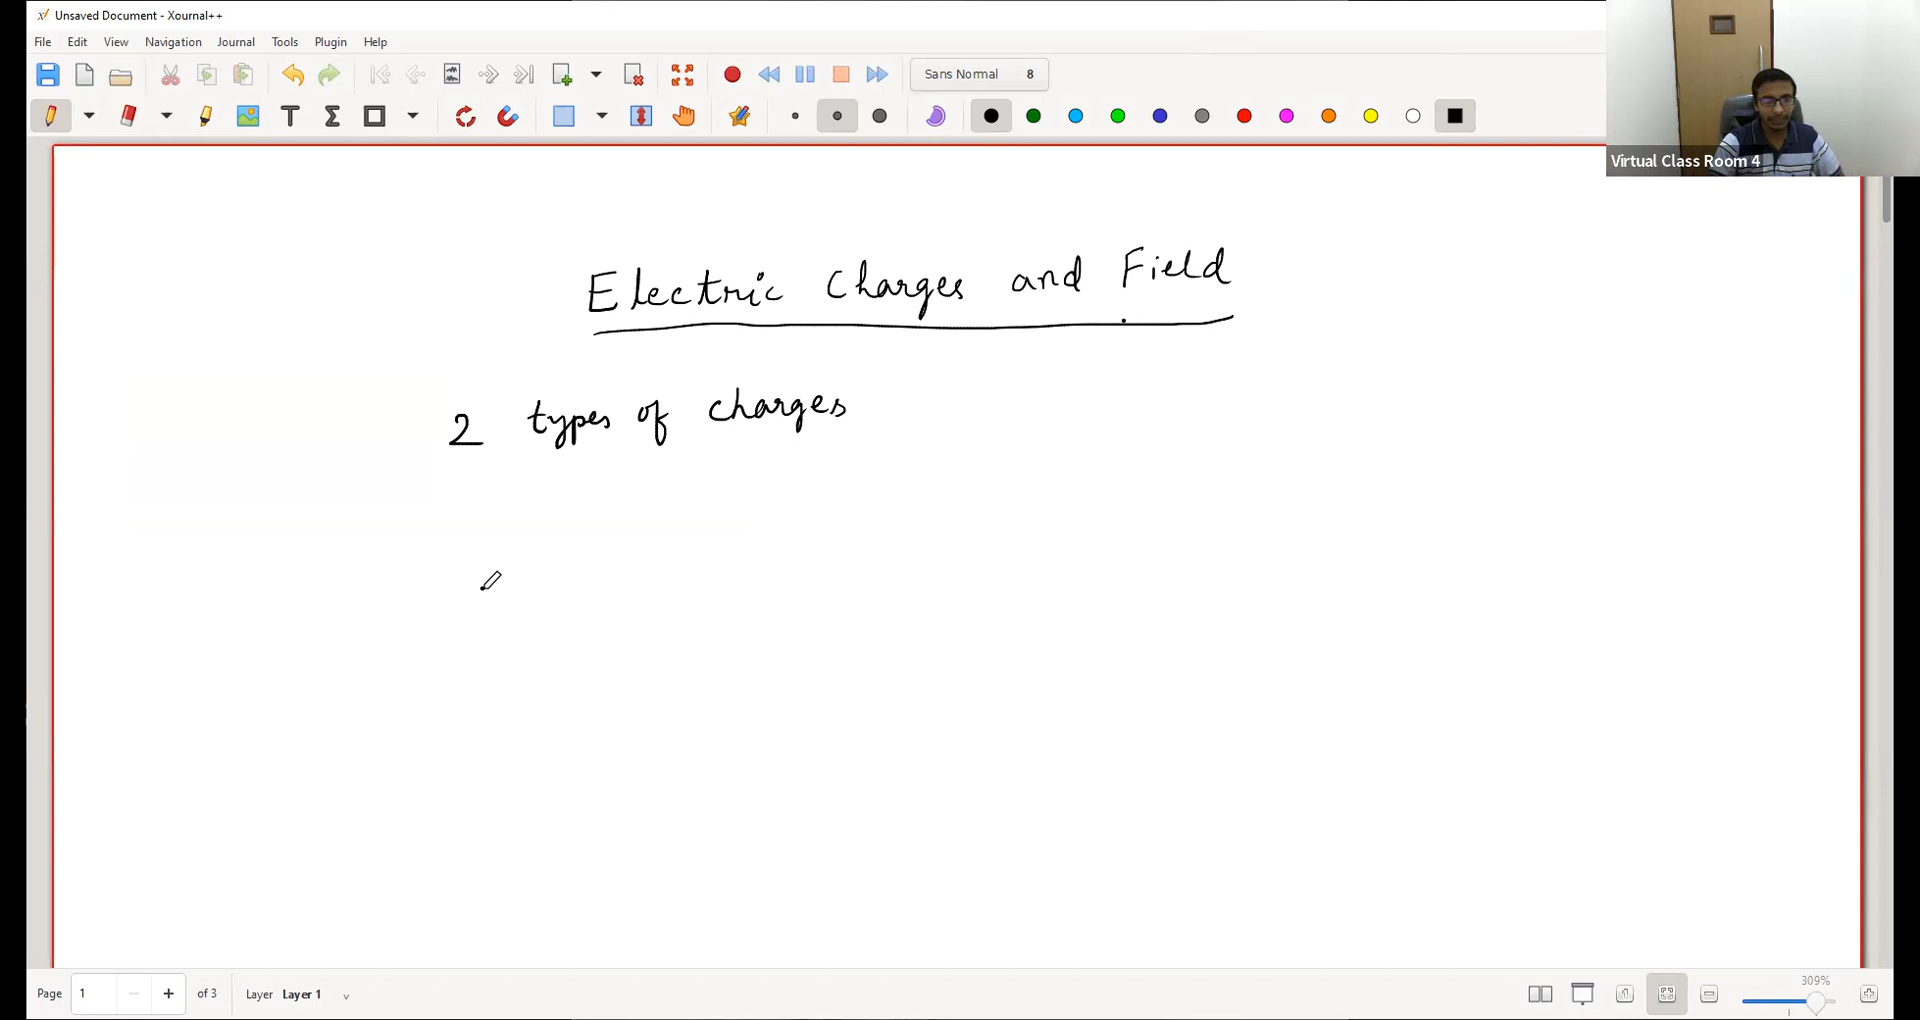 Unsaved Document - Xournal++
File Edit View Navigation Journal Tools Plugin Help
Sans Normal 8
Virtual Class Room 4
Electric Charges and Field
2 types of charges
Page 1 of 3 Layer Layer 1
309%